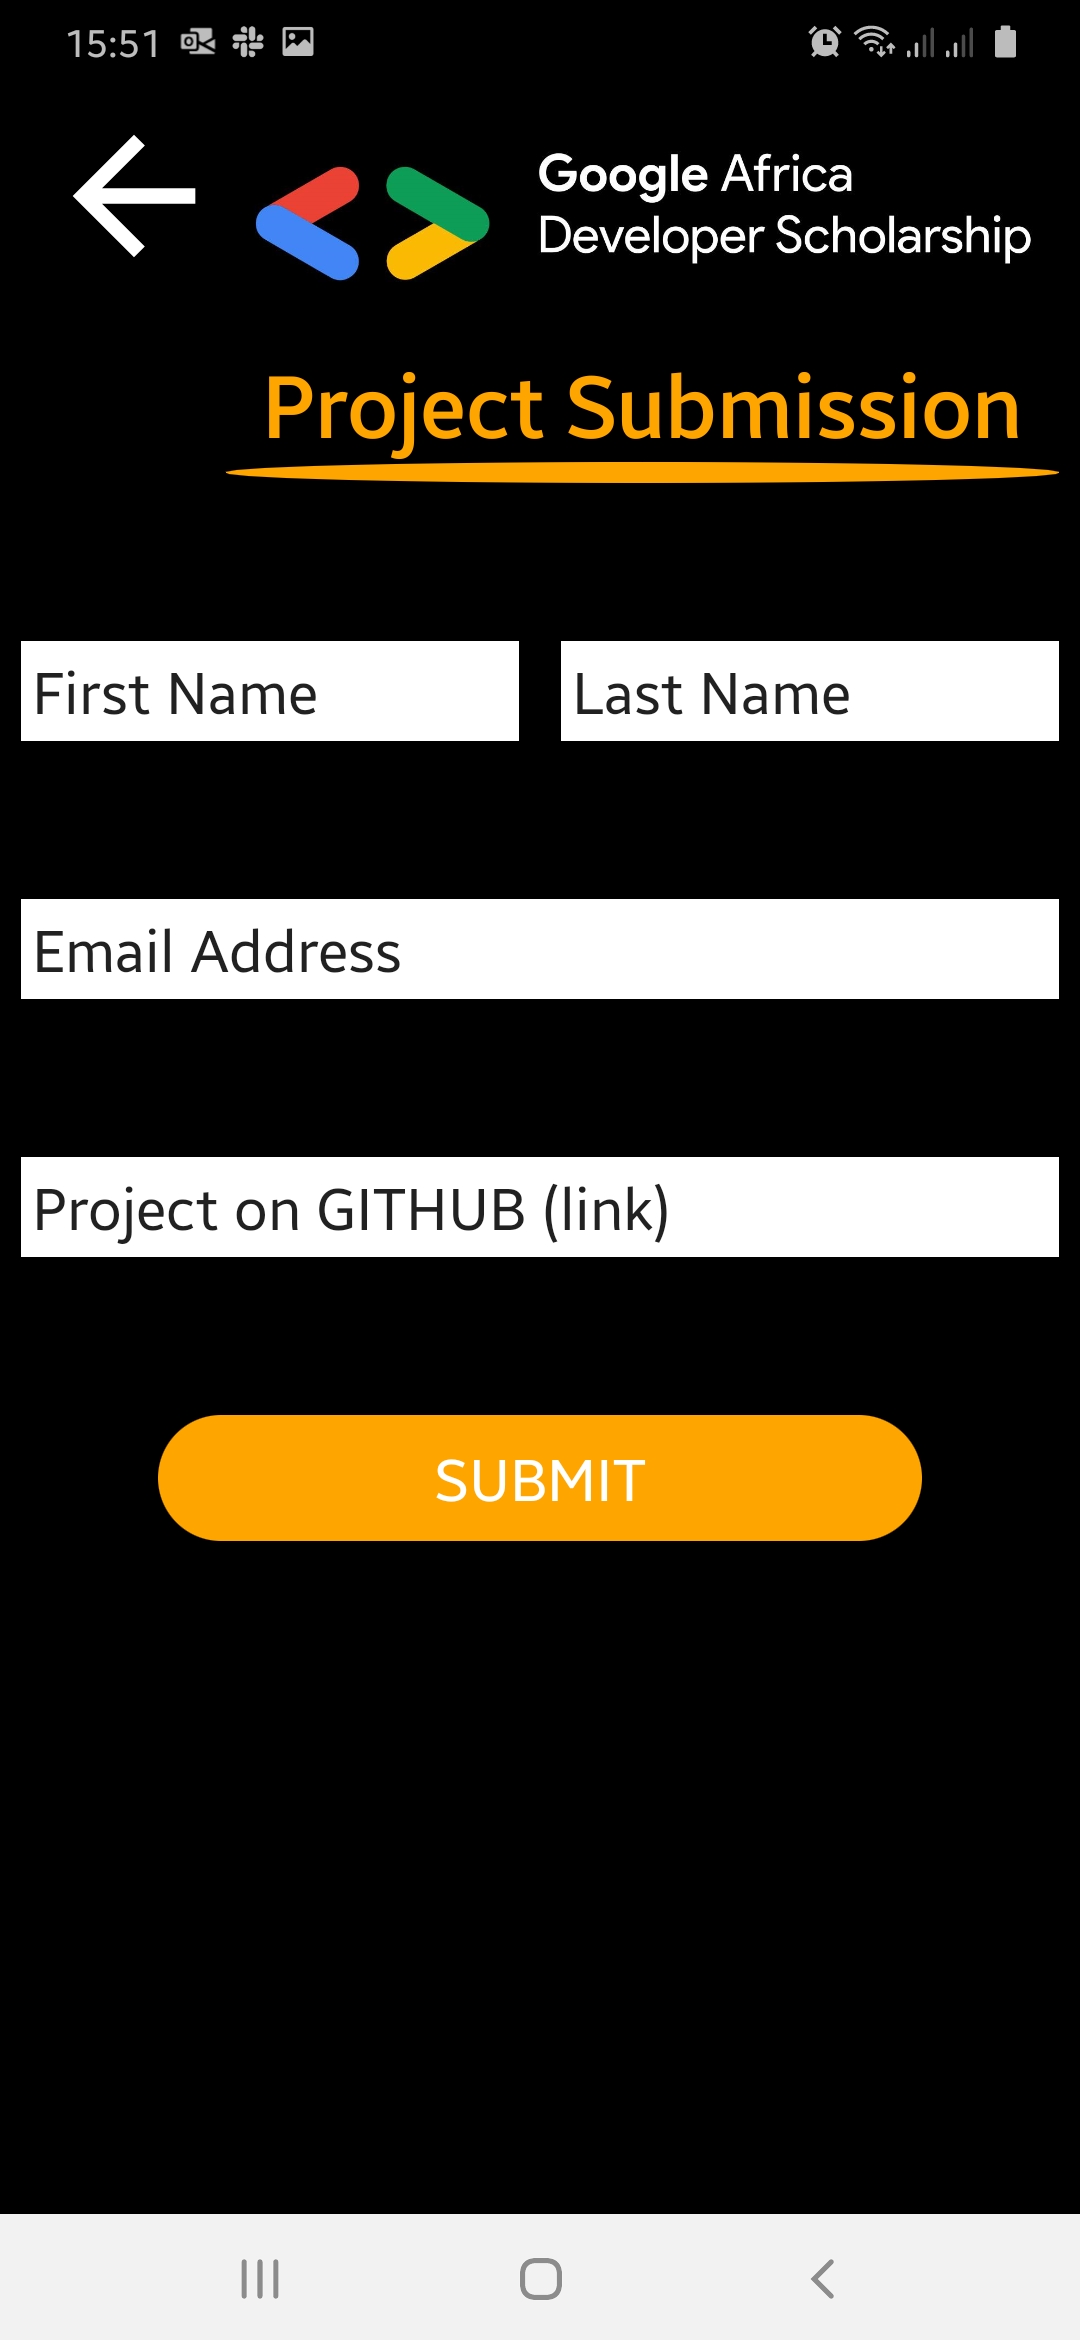 15:51
Google Africa
Developer Scholarship
Project Submission
First Name Last Name
Email Address
Project on GITHUB (link)
SUBMIT